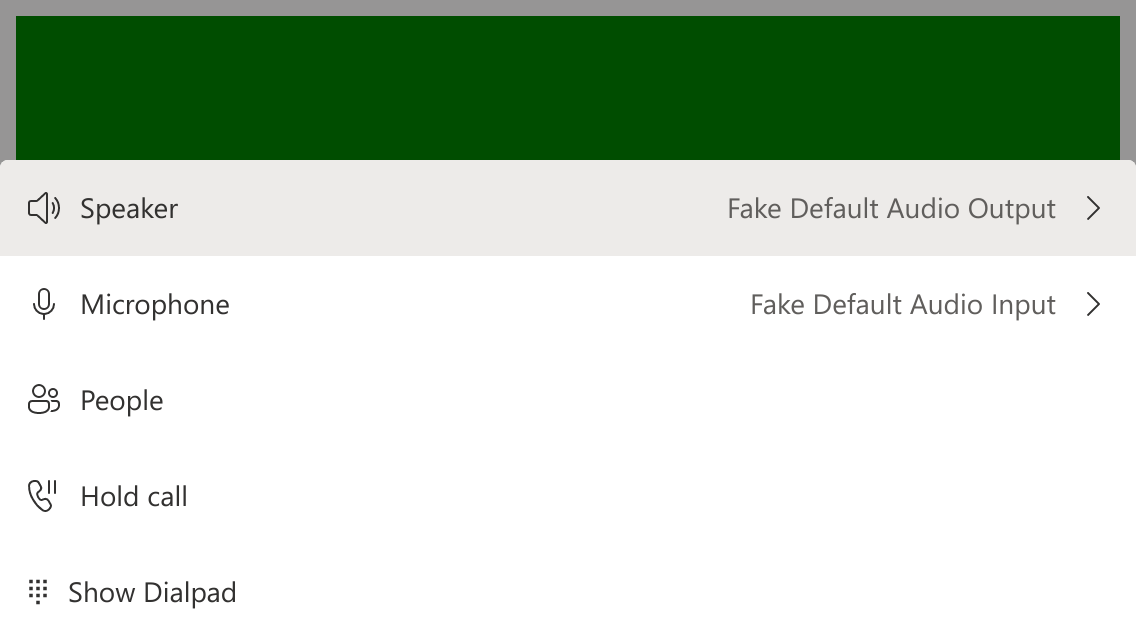 Speaker Fake Default Audio Output
Microphone Fake Default Audio Input
People
Hold call
Show Dialpad